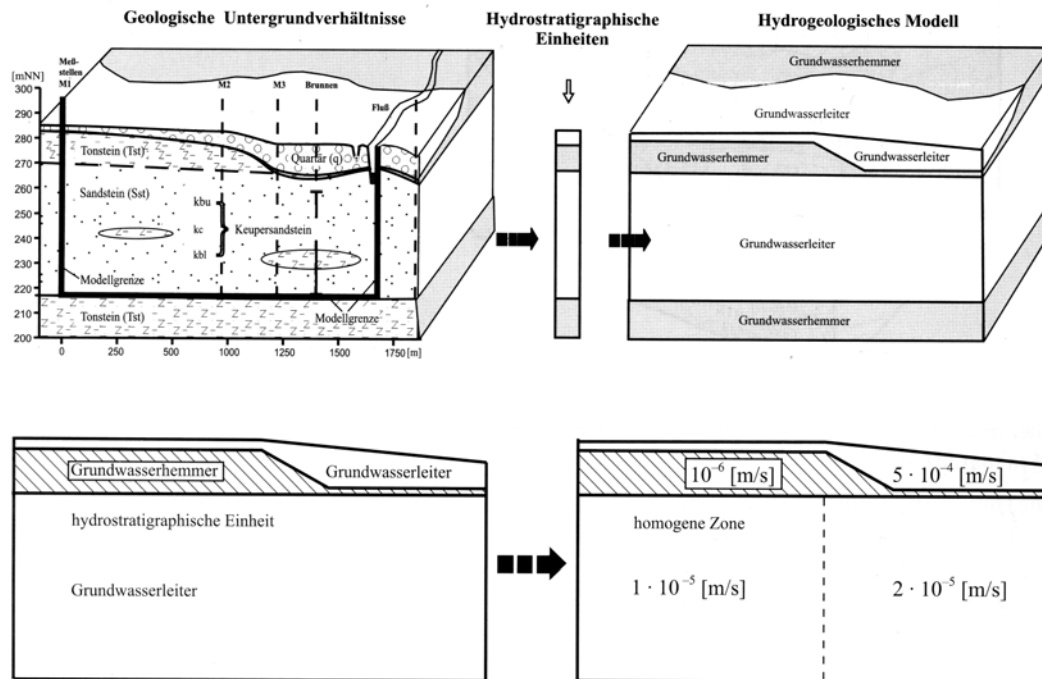 Geologische Untergrundverhältnisse
Hydrostratigraphische
Einheiten
Hydrogeologisches Modell
[mNN]
Meß-
stellen
M1
M2
M3
Brunnen
Fluß
300
290
280
270
260
250
240
230
220
210
200
Tonstein (Tst)
Quartär (q)
Sandstein (Sst)
kbu
kc
kbl
Keupersandstein
Modellgrenze
Modellgrenze
Tonstein (Tst)
0
250
500
750
1000
1250
1500
1750 [m]
Grundwasserhemmer
Grundwasserleiter
Grundwasserhemmer
Grundwasserleiter
Grundwasserleiter
Grundwasserhemmer
Grundwasserhemmer
Grundwasserleiter
hydrostratigraphische Einheit
Grundwasserleiter
10⁻⁶ [m/s]
5 · 10⁻⁴ [m/s]
homogene Zone
1 · 10⁻⁵ [m/s]
2 · 10⁻⁵ [m/s]